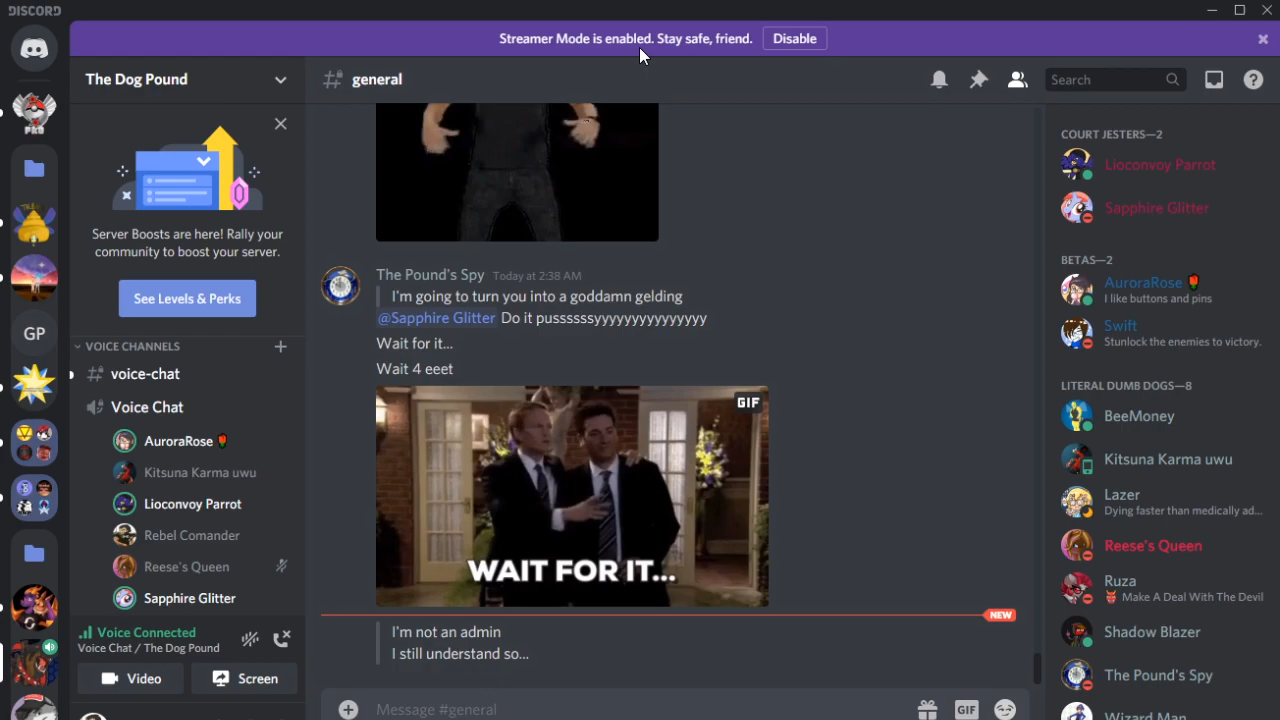 DISCORD
Streamer Mode is enabled. Stay safe, friend. Disable
The Dog Pound
general
Search
Server Boosts are here! Rally your
community to boost your server.
See Levels & Perks
VOICE CHANNELS
voice-chat
Voice Chat
AuroraRose
Kitsuna Karma uwu
Lioconvoy Parrot
Rebel Comander
Reese's Queen
Sapphire Glitter
Voice Connected
Voice Chat / The Dog Pound
Video
Screen
GP
The Pound's Spy Today at 2:38 AM
I'm going to turn you into a goddamn gelding
@Sapphire Glitter Do it pussssssyyyyyyyyyyyyyyy
Wait for it...
Wait 4 eeet
GIF
WAIT FOR IT...
NEW
I'm not an admin
I still understand so...
Message #general
GIF
COURT JESTERS—2
Lioconvoy Parrot
Sapphire Glitter
BETAS—2
AuroraRose
I like buttons and pins
Swift
Stunlock the enemies to victory.
LITERAL DUMB DOGS—8
BeeMoney
Kitsuna Karma uwu
Lazer
Dying faster than medically ad...
Reese's Queen
Ruza
Make A Deal With The Devil
Shadow Blazer
The Pound's Spy
Wizard Man